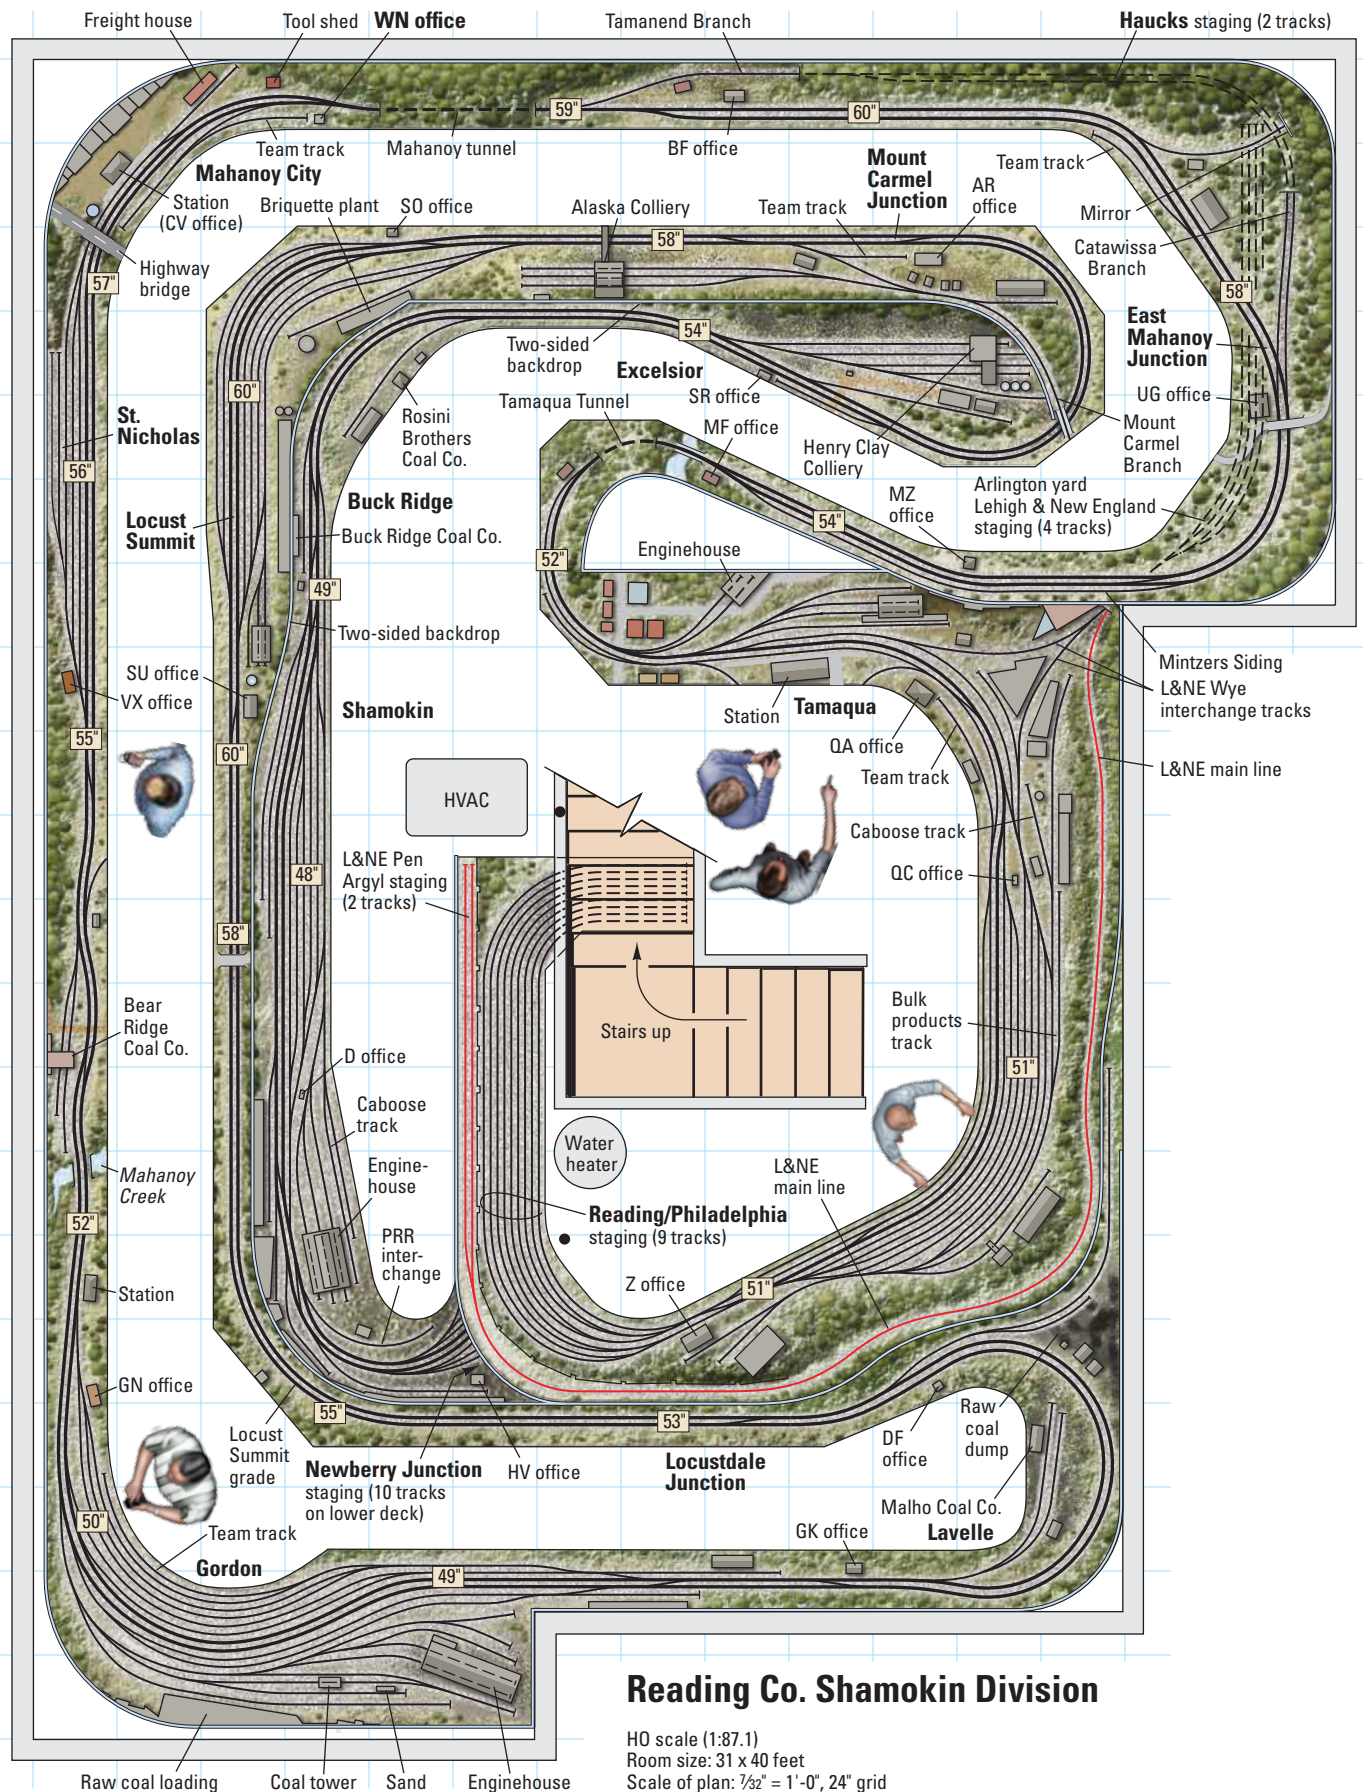 Freight house
Tool shed
WN office
Tamanend Branch
Haucks staging (2 tracks)
59"
60"
Team track
Mahanoy tunnel
BF office
Mahanoy City
Mount
Carmel
Junction
Team track
AR
office
Station
(CV office)
Briquette plant
SO office
Alaska Colliery
Team track
Mirror
58"
Catawissa
Branch
Highway
bridge
57"
58"
East
Mahanoy
Junction
54"
Two-sided
backdrop
Excelsior
60"
SR office
UG office
Tamaqua Tunnel
St.
Nicholas
Rosini
Brothers
Coal Co.
MF office
Henry Clay
Colliery
Mount
Carmel
Branch
56"
Buck Ridge
MZ
office
Arlington yard
Lehigh & New England
staging (4 tracks)
Locust
Summit
Buck Ridge Coal Co.
54"
Enginehouse
52"
49"
Two-sided backdrop
SU office
VX office
Mintzers Siding
L&NE Wye
interchange tracks
Shamokin
Station
Tamaqua
QA office
Team track
55"
60"
L&NE main line
HVAC
Caboose track
L&NE Pen
Argyl staging
(2 tracks)
48"
QC office
58"
Bear
Ridge
Coal Co.
Stairs up
Bulk
products
track
D office
51"
Caboose
track
Water
heater
Mahanoy
Creek
Engine-
house
L&NE
main line
52"
Reading/Philadelphia
staging (9 tracks)
PRR
inter-
change
Station
Z office
51"
GN office
55"
53"
Locust
Summit
grade
Newberry Junction
staging (10 tracks
on lower deck)
HV office
Locustdale
Junction
DF
office
Raw
coal
dump
Malho Coal Co.
Lavelle
50"
Team track
GK office
Gordon
49"
Reading Co. Shamokin Division
HO scale (1:87.1)
Room size: 31 x 40 feet
Scale of plan: 7/32" = 1'-0", 24" grid
Raw coal loading
Coal tower
Sand
Enginehouse